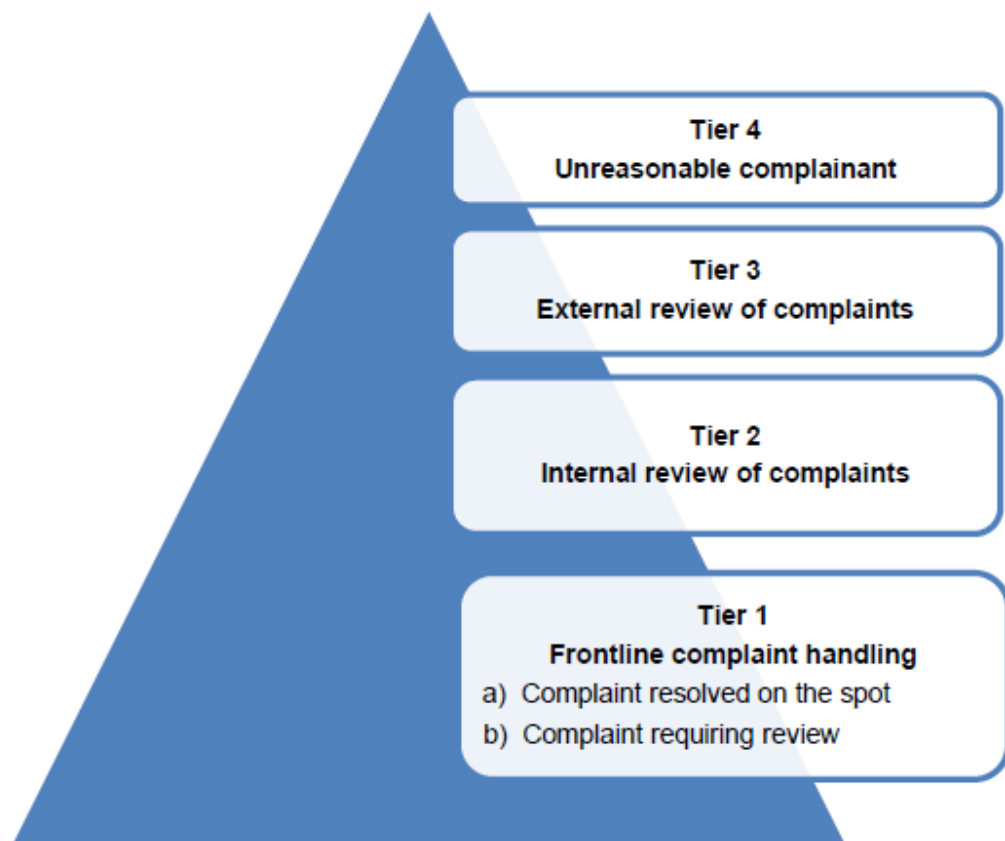 Tier 4
Unreasonable complainant
Tier 3
External review of complaints
Tier 2
Internal review of complaints
Tier 1
Frontline complaint handling
a) Complaint resolved on the spot
b) Complaint requiring review